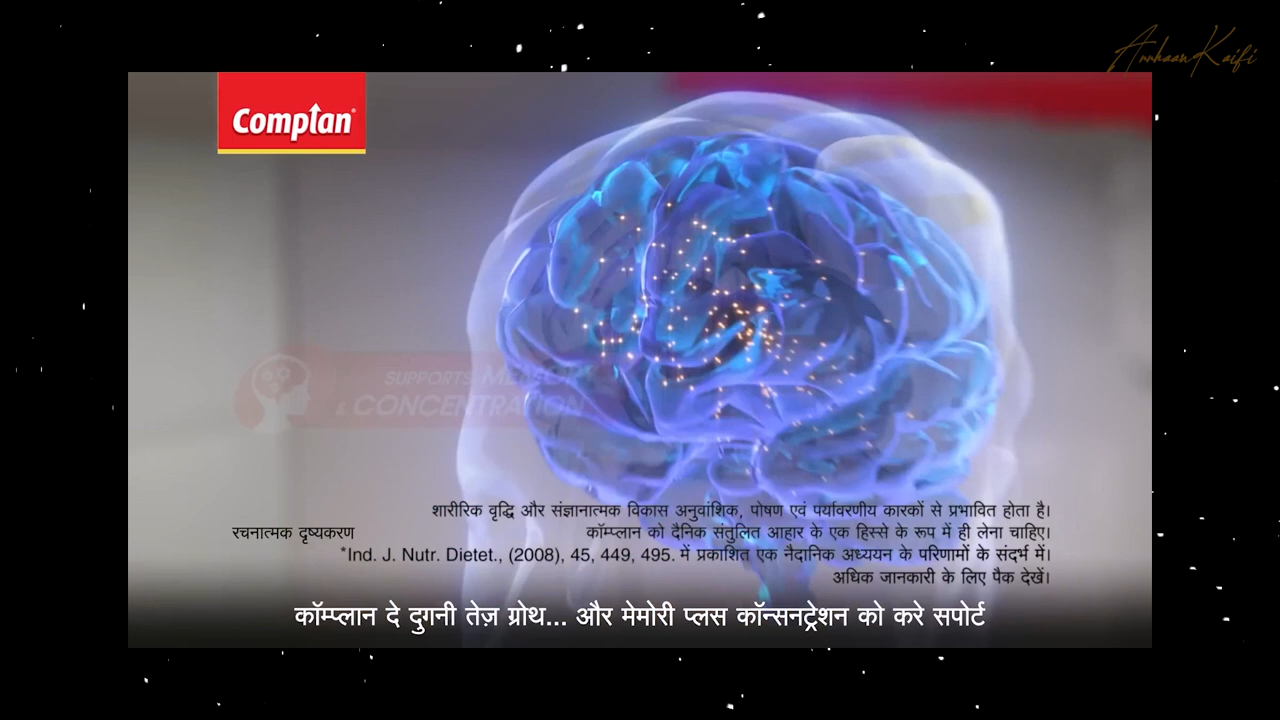 Annhaan Kaifi
Complan
SUPPORTS MEMORY
& CONCENTRATION
शारीरिक वृद्धि और संज्ञानात्मक विकास अनुवांशिक, पोषण एवं पर्यावरणीय कारकों से प्रभावित होता है।
रचनात्मक दृष्यकरण
कॉम्प्लान को दैनिक संतुलित आहार के एक हिस्से के रूप में ही लेना चाहिए।
*Ind. J. Nutr. Dietet., (2008), 45, 449, 495. में प्रकाशित एक नैदानिक अध्ययन के परिणामों के संदर्भ में।
अधिक जानकारी के लिए पैक देखें।
कॉम्प्लान दे दुगनी तेज़ ग्रोथ... और मेमोरी प्लस कॉन्सनट्रेशन को करे सपोर्ट